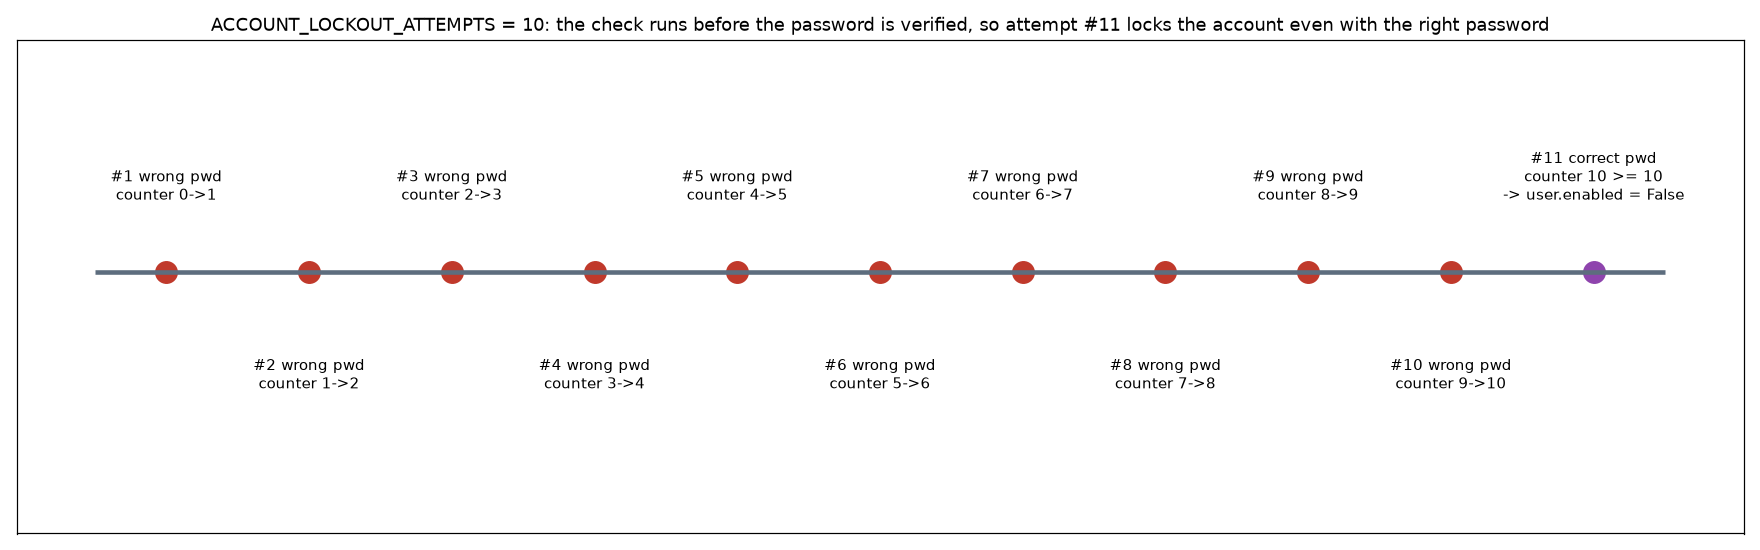 ACCOUNT_LOCKOUT_ATTEMPTS = 10: the check runs before the password is verified, so attempt #11 locks the account even with the right password
#1 wrong pwd
counter 0->1
#2 wrong pwd
counter 1->2
#3 wrong pwd
counter 2->3
#4 wrong pwd
counter 3->4
#5 wrong pwd
counter 4->5
#6 wrong pwd
counter 5->6
#7 wrong pwd
counter 6->7
#8 wrong pwd
counter 7->8
#9 wrong pwd
counter 8->9
#10 wrong pwd
counter 9->10
#11 correct pwd
counter 10 >= 10
-> user.enabled = False